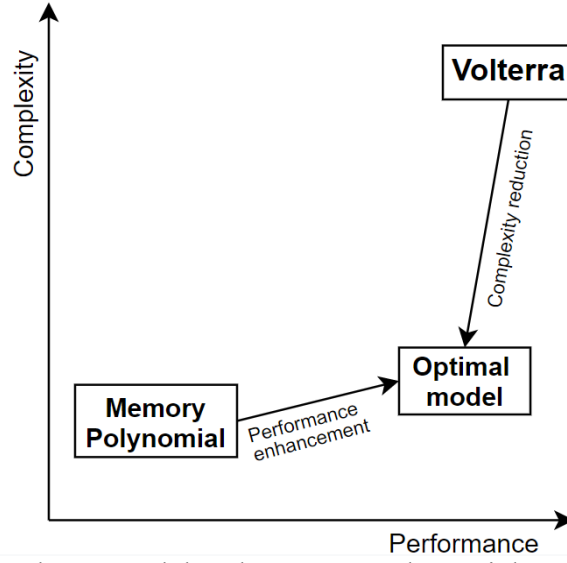 Complexity
Volterra
Complexity reduction
Optimal
model
Memory
Polynomial
Performance
enhancement
Performance